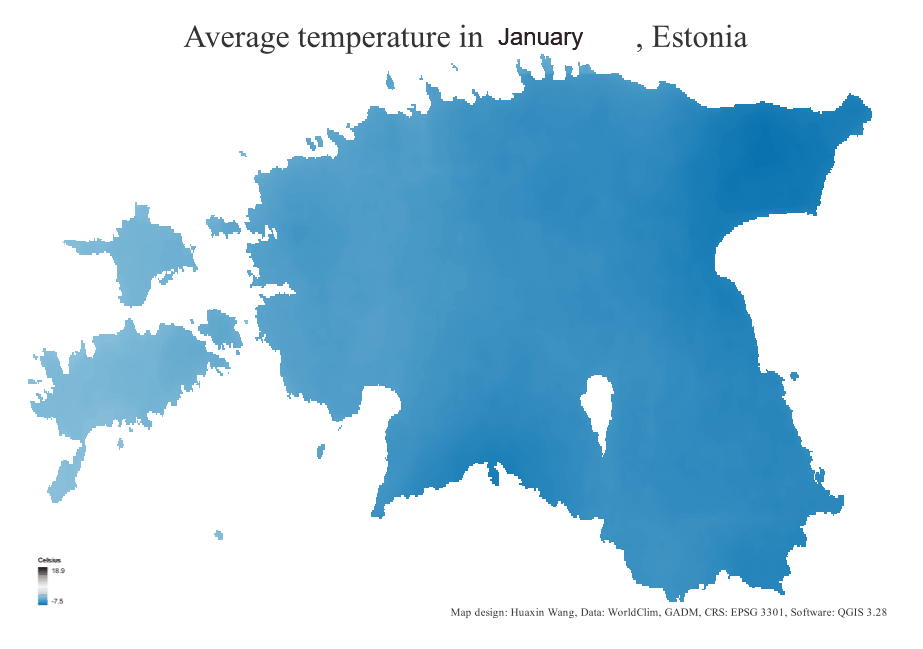 Average temperature in January , Estonia
Celsius
18.9
-7.5
Map design: Huaxin Wang, Data: WorldClim, GADM, CRS: EPSG 3301, Software: QGIS 3.28